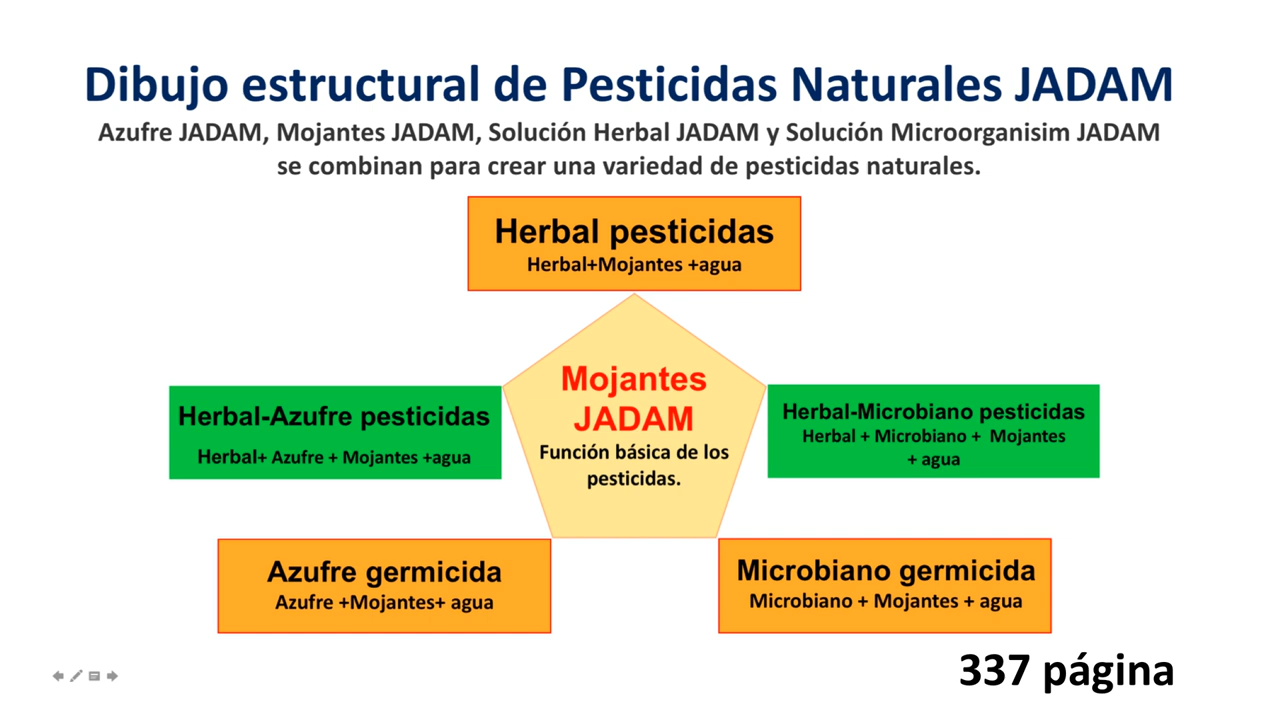 Dibujo estructural de Pesticidas Naturales JADAM
Azufre JADAM, Mojantes JADAM, Solución Herbal JADAM y Solución Microorganisim JADAM
se combinan para crear una variedad de pesticidas naturales.
Herbal pesticidas
Herbal+Mojantes +agua
Mojantes
JADAM
Función básica de los
pesticidas.
Herbal-Azufre pesticidas
Herbal+ Azufre + Mojantes +agua
Herbal-Microbiano pesticidas
Herbal + Microbiano + Mojantes
+ agua
Azufre germicida
Azufre +Mojantes+ agua
Microbiano germicida
Microbiano + Mojantes + agua
337 página